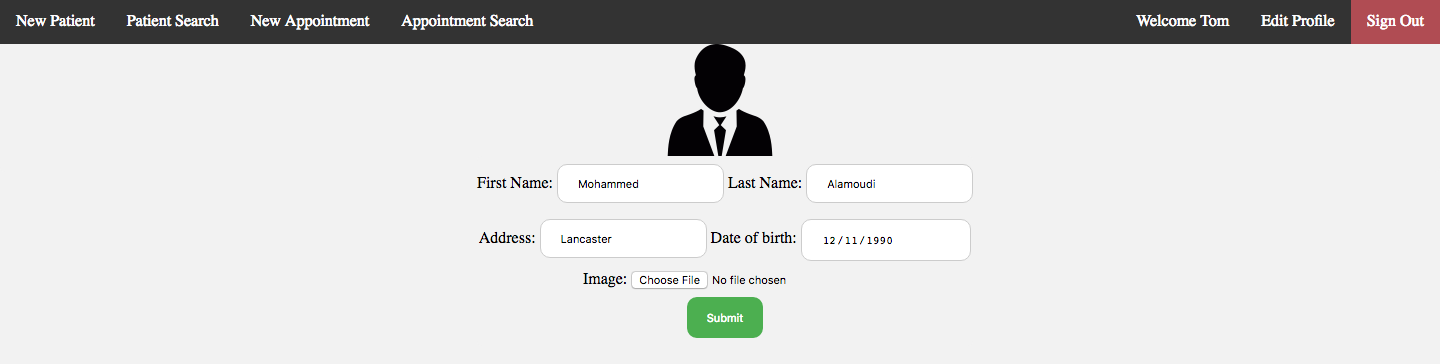 New Patient Patient Search New Appointment Appointment Search Welcome Tom Edit Profile Sign Out
First Name: Mohammed Last Name: Alamoudi
Address: Lancaster Date of birth: 12/11/1990
Image: Choose File No file chosen
Submit